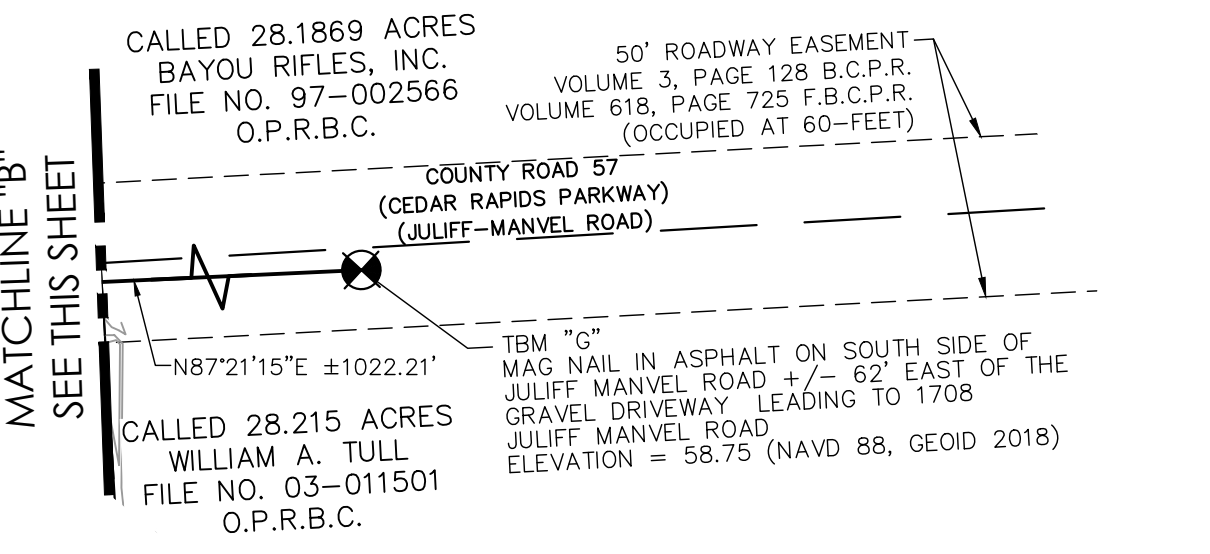 CALLED 28.1869 ACRES
BAYOU RIFLES, INC.
FILE NO. 97-002566
O.P.R.B.C.
50' ROADWAY EASEMENT
VOLUME 3, PAGE 128 B.C.P.R.
VOLUME 618, PAGE 725 F.B.C.P.R.
(OCCUPIED AT 60-FEET)
MATCHLINE "B"
SEE THIS SHEET
COUNTY ROAD 57
(CEDAR RAPIDS PARKWAY)
(JULIFF-MANVEL ROAD)
N87°21'15"E ±1022.21'
TBM "G"
MAG NAIL IN ASPHALT ON SOUTH SIDE OF
JULIFF MANVEL ROAD +/- 62' EAST OF THE
GRAVEL DRIVEWAY LEADING TO 1708
JULIFF MANVEL ROAD
ELEVATION = 58.75 (NAVD 88, GEOID 2018)
CALLED 28.215 ACRES
WILLIAM A. TULL
FILE NO. 03-011501
O.P.R.B.C.